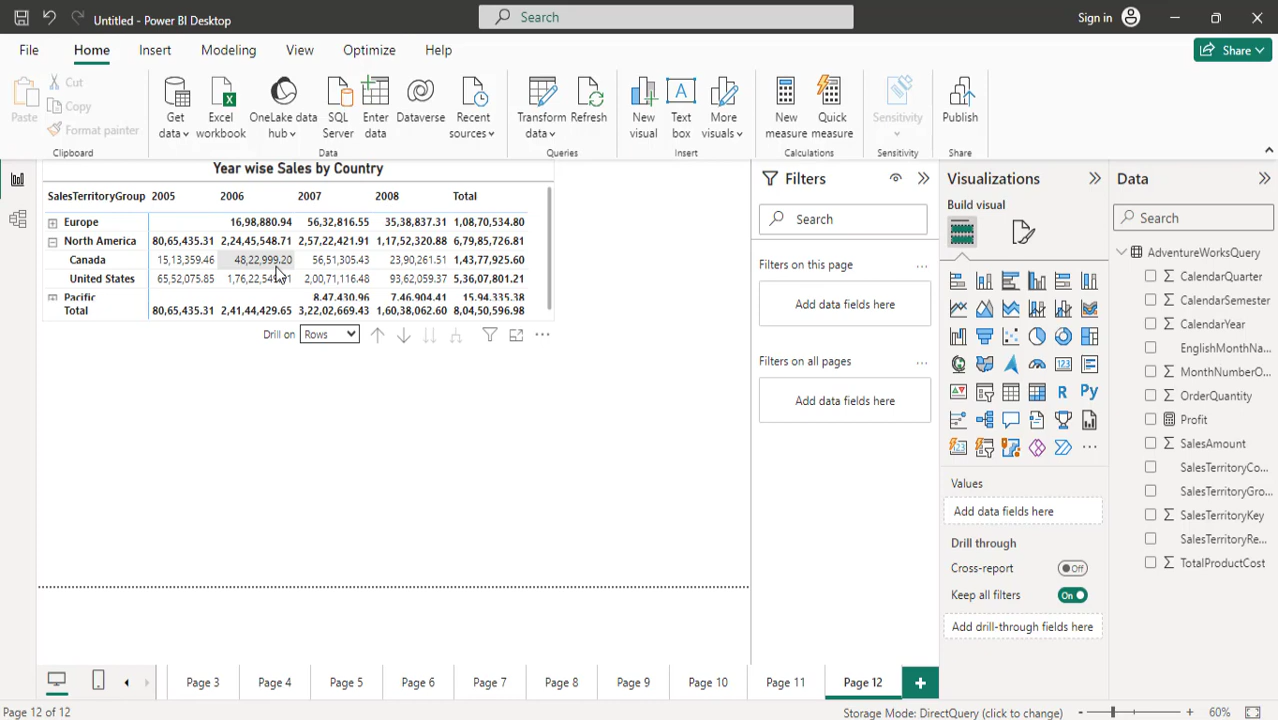 Untitled - Power BI Desktop
Search
Sign in
File
Home
Insert
Modeling
View
Optimize
Help
Share
Paste
Cut
Copy
Format painter
Clipboard
Get data
Excel workbook
OneLake data hub
SQL Server
Enter data
Dataverse
Recent sources
Data
Transform data
Refresh
Queries
New visual
Text box
More visuals
Insert
New measure
Quick measure
Calculations
Sensitivity
Sensitivity
Publish
Share
Year wise Sales by Country
SalesTerritoryGroup 2005 2006 2007 2008 Total
Europe 16,98,880.94 56,32,816.55 35,38,837.31 1,08,70,534.80
North America 80,65,435.31 2,24,45,548.71 2,57,22,421.91 1,17,52,320.88 6,79,85,726.81
Canada 15,13,359.46 48,22,999.20 56,51,305.43 23,90,261.51 1,43,77,925.60
United States 65,52,075.85 2,00,71,116.48 93,62,059.37 5,36,07,801.21
Pacific 8,47,430.96 7,46,904.41 15,94,335.38
Total 80,65,435.31 2,41,44,429.65 3,22,02,669.43 1,60,38,062.60 8,04,50,596.98
Drill on Rows
Filters
Search
Filters on this page ...
Add data fields here
Filters on all pages ...
Add data fields here
Visualizations
Build visual
123
R Py
...
Values
Add data fields here
Drill through
Cross-report Off
Keep all filters On
Add drill-through fields here
Data
Search
AdventureWorksQuery
CalendarQuarter
CalendarSemester
CalendarYear
EnglishMonthNa...
MonthNumberO...
OrderQuantity
Profit
SalesAmount
SalesTerritoryCo...
SalesTerritoryGro...
SalesTerritoryKey
SalesTerritoryRe...
TotalProductCost
Page 3
Page 4
Page 5
Page 6
Page 7
Page 8
Page 9
Page 10
Page 11
Page 12
Page 12 of 12
Storage Mode: DirectQuery (click to change)
60%